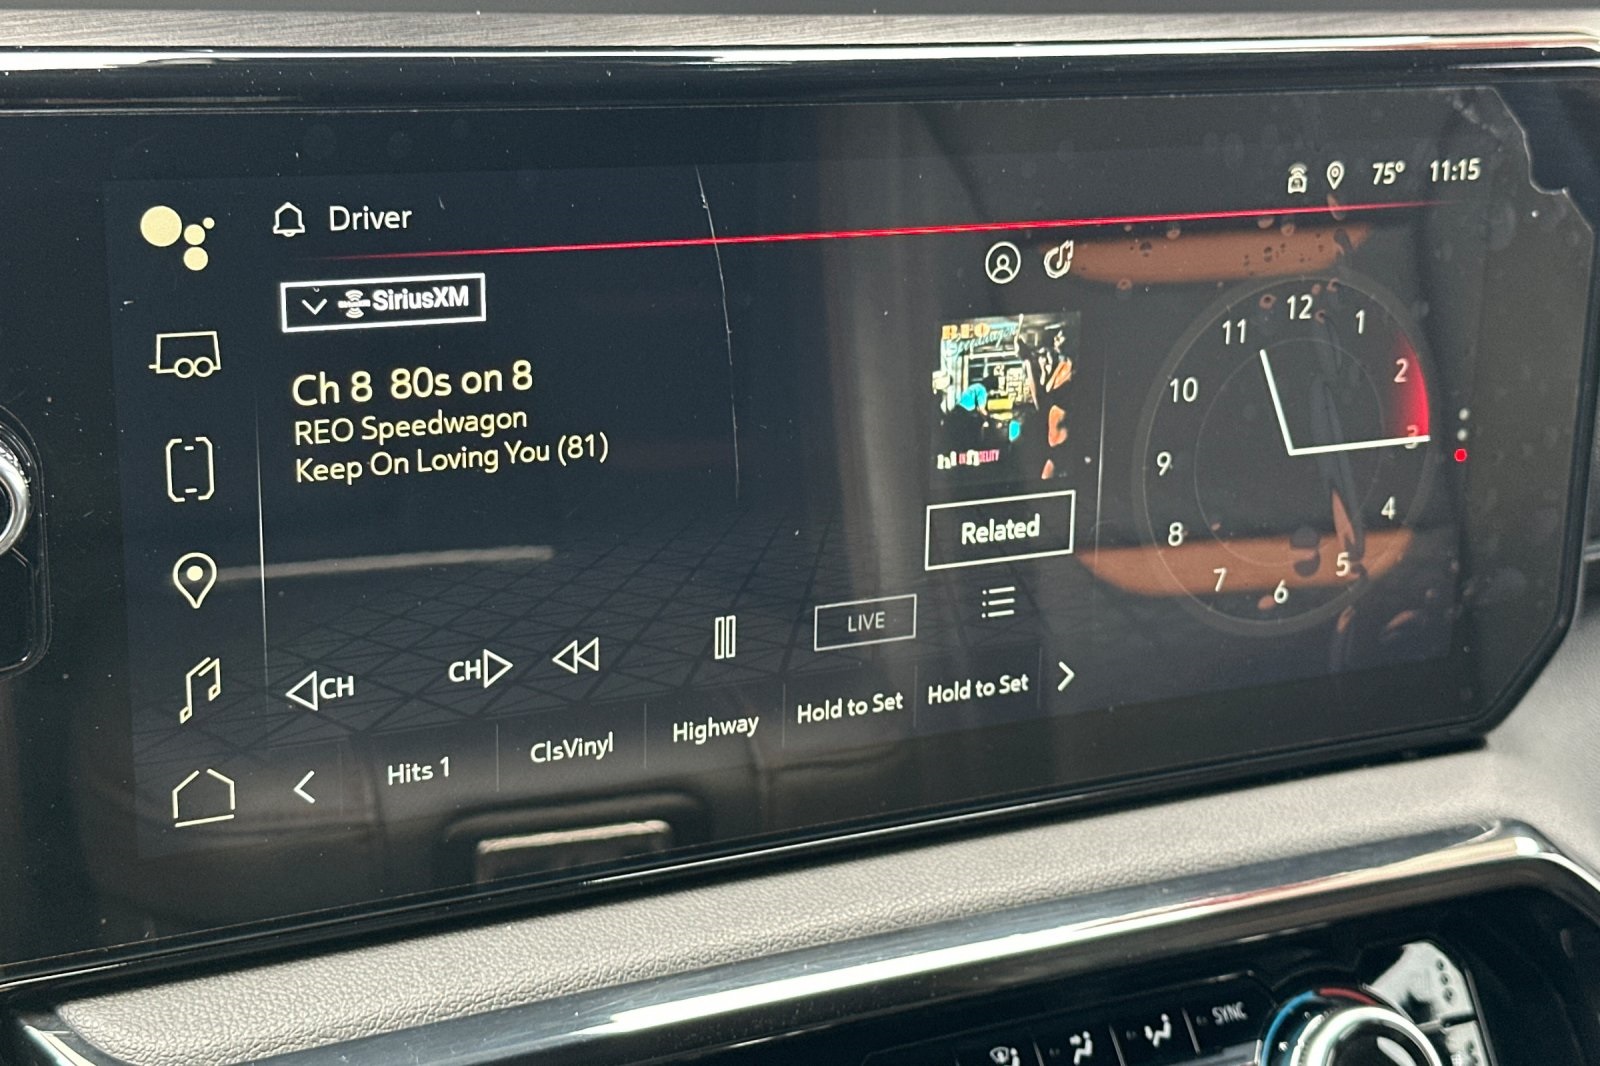 Driver
75° 11:15
SiriusXM
Ch 8 80s on 8
REO Speedwagon
Keep On Loving You (81)
REO
Speedwagon
Related
12
1
2
3
4
5
6
7
8
9
10
11
CH
CH
LIVE
Hits 1
ClsVinyl
Highway
Hold to Set
Hold to Set
SYNC